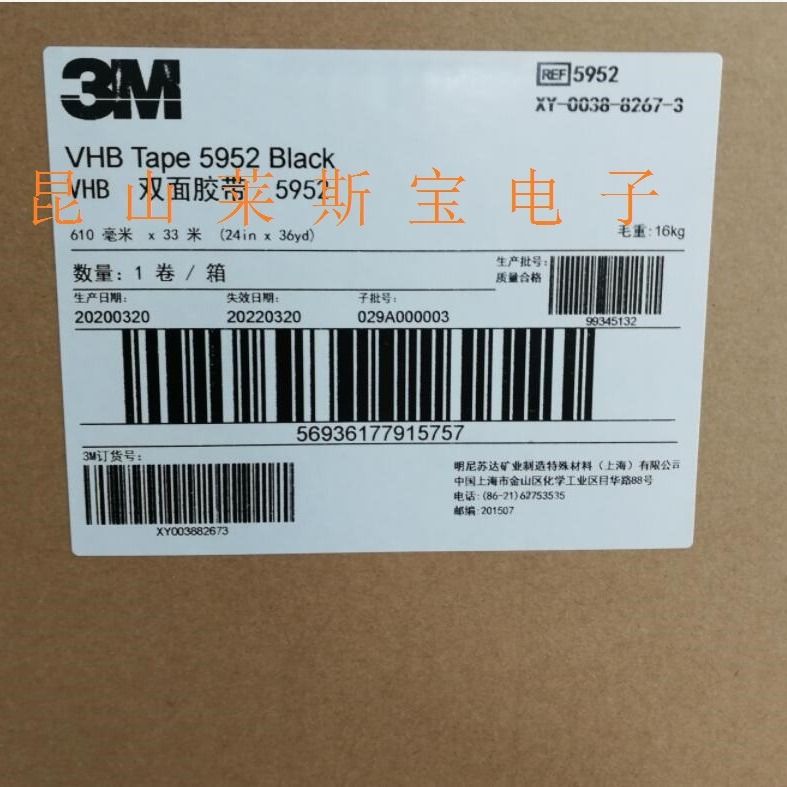 3M
REF 5952
XY-0038-8267-3
VHB Tape 5952 Black
VHB 双面胶带 5952
昆山莱斯宝电子
610 毫米 x 33 米 (24in x 36yd)
毛重:16kg
数量: 1 卷 / 箱
生产批号:
质量合格
99345132
生产日期: 失效日期: 子批号:
20200320 20220320 029A000003
56936177915757
3M订货号:
XY003882673
明尼苏达矿业制造特殊材料 (上海) 有限公司
中国上海市金山区化学工业区目华路88号
电话:(86-21)62753535
邮编:201507